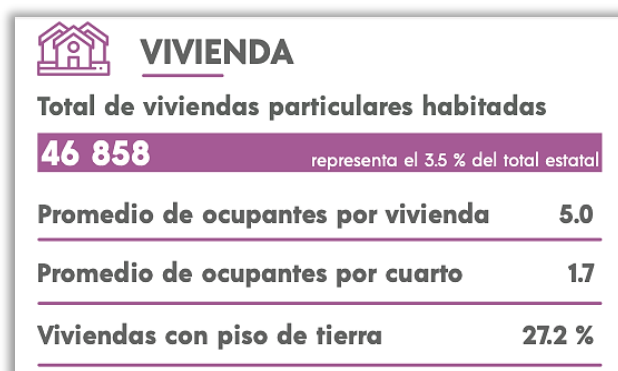 VIVIENDA
Total de viviendas particulares habitadas
46 858 representa el 3.5 % del total estatal
Promedio de ocupantes por vivienda 5.0
Promedio de ocupantes por cuarto 1.7
Viviendas con piso de tierra 27.2 %